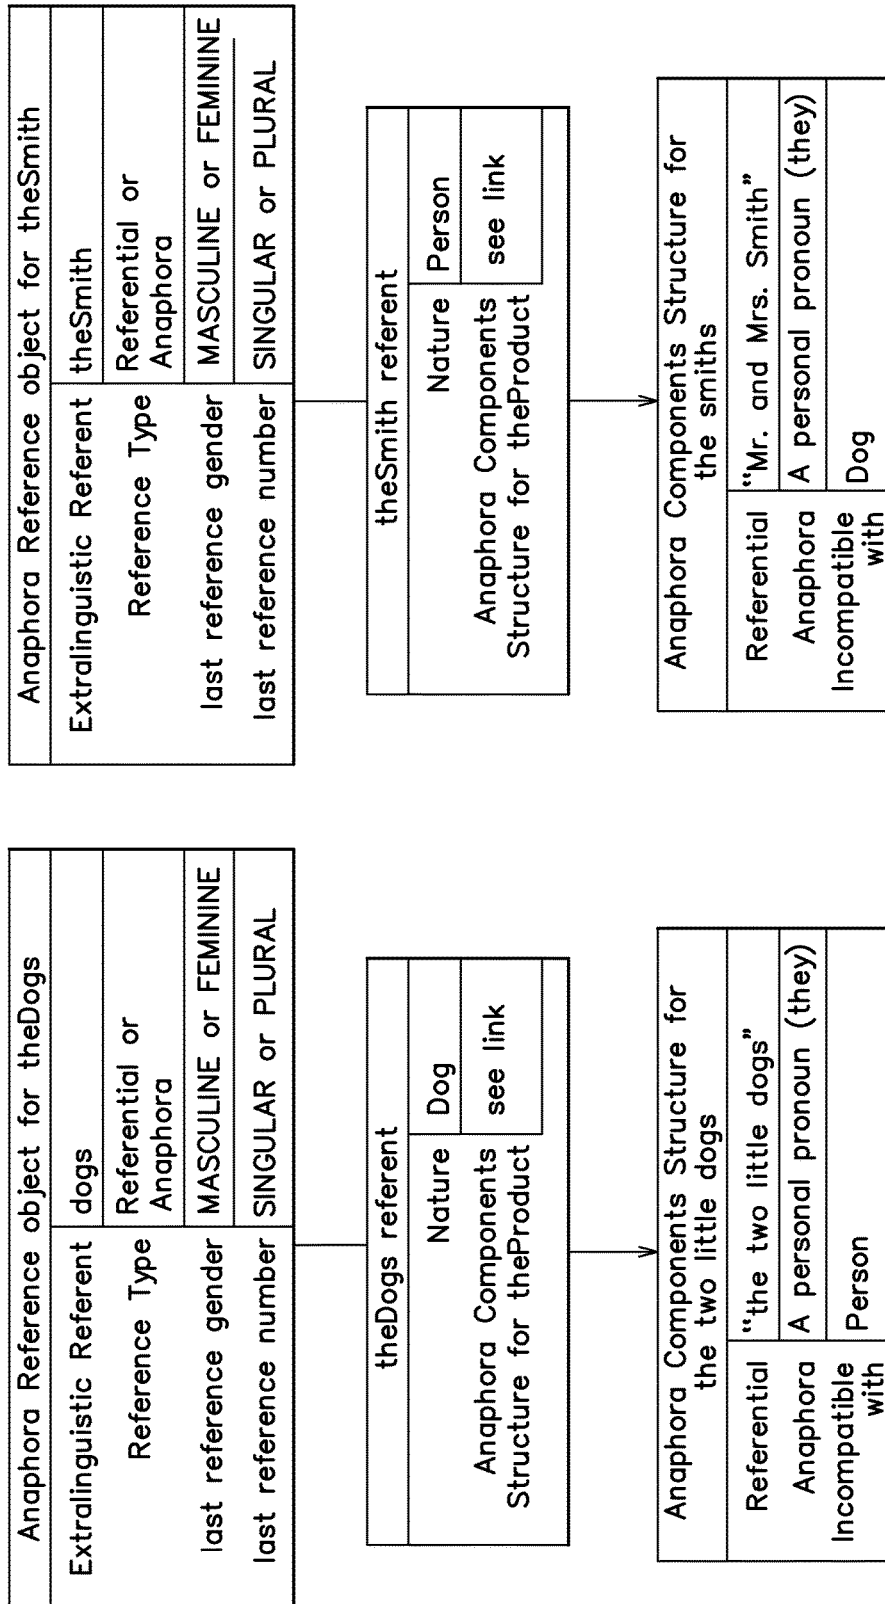 Anaphora Reference object for theDogs
Extralinguistic Referent dogs
Reference Type Referential or
Anaphora
last reference gender MASCULINE or FEMININE
last reference number SINGULAR or PLURAL
theDogs referent
Nature Dog
Anaphora Components
Structure for theProduct see link
Anaphora Components Structure for
the two little dogs
Referential “the two little dogs”
Anaphora A personal pronoun (they)
Incompatible
with Person
Anaphora Reference object for theSmith
Extralinguistic Referent theSmith
Reference Type Referential or
Anaphora
last reference gender MASCULINE or FEMININE
last reference number SINGULAR or PLURAL
theSmith referent
Nature Person
Anaphora Components
Structure for theProduct see link
Anaphora Components Structure for
the smiths
Referential “Mr. and Mrs. Smith”
Anaphora A personal pronoun (they)
Incompatible
with Dog